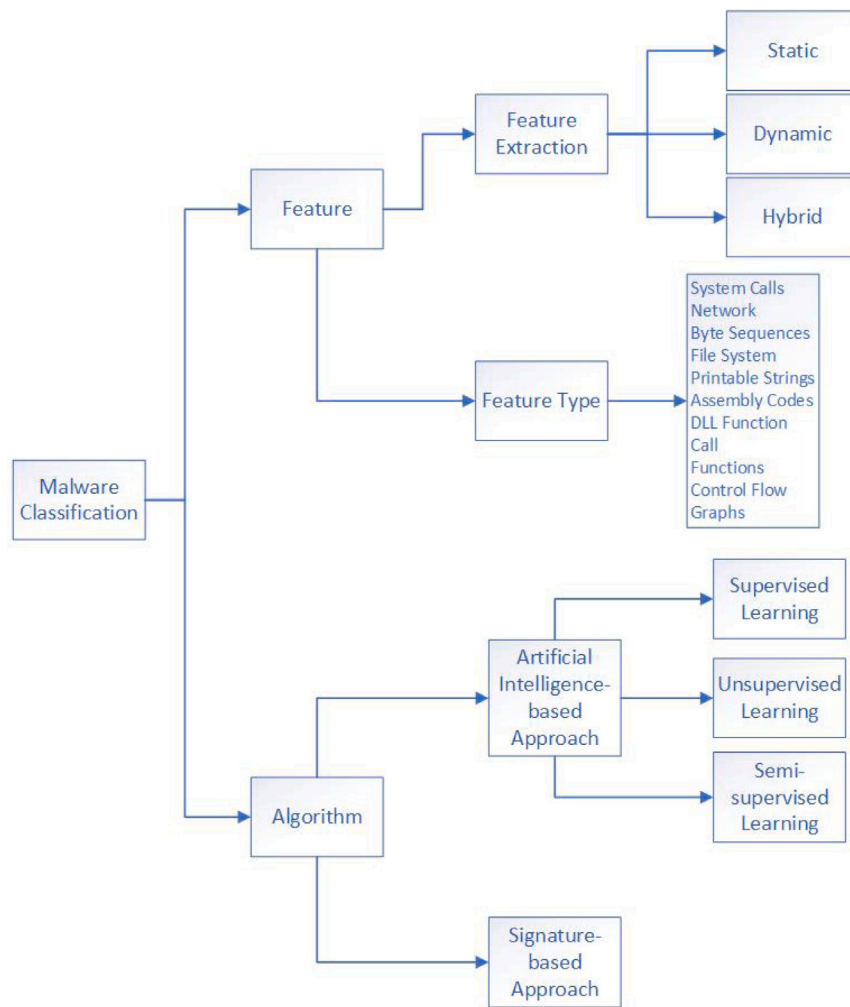 Static
Feature
Extraction
Dynamic
Feature
Hybrid
System Calls
Network
Byte Sequences
File System
Printable Strings
Assembly Codes
DLL Function
Call
Functions
Control Flow
Graphs
Feature Type
Malware
Classification
Supervised
Learning
Artificial
Intelligence-
based
Approach
Unsupervised
Learning
Semi-
supervised
Learning
Algorithm
Signature-
based
Approach